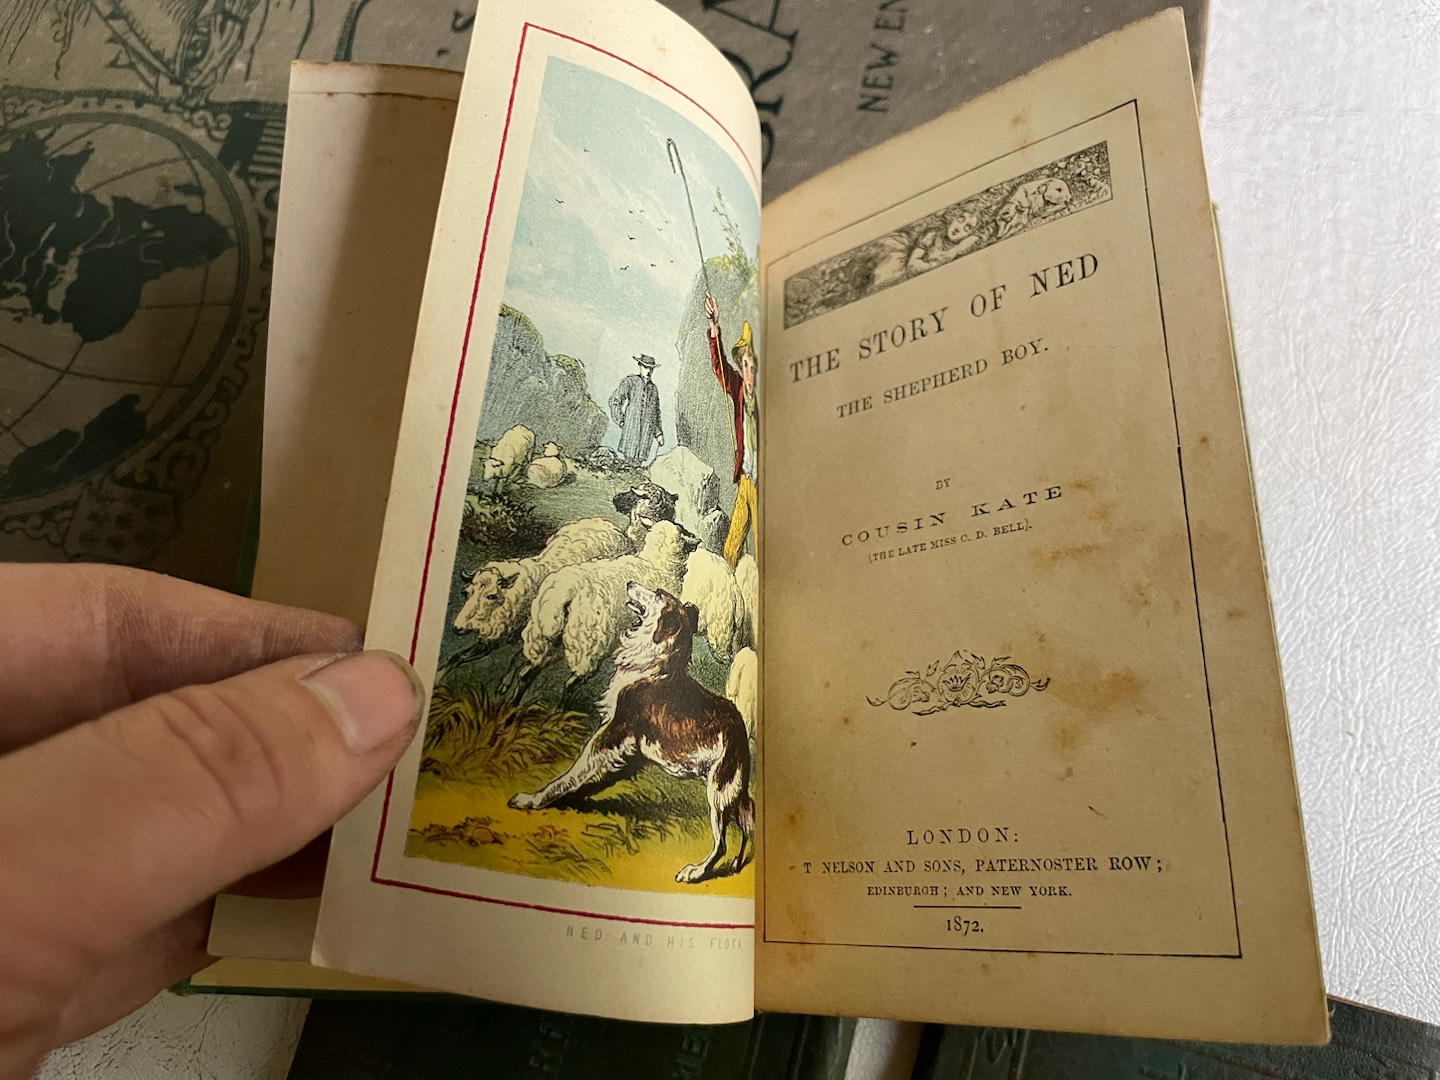 NEW EN
NED AND HIS FLOCK
THE STORY OF NED
THE SHEPHERD BOY.
BY
COUSIN KATE
(THE LATE MISS C. D. BELL).
LONDON:
T NELSON AND SONS, PATERNOSTER ROW;
EDINBURGH; AND NEW YORK.
1872.